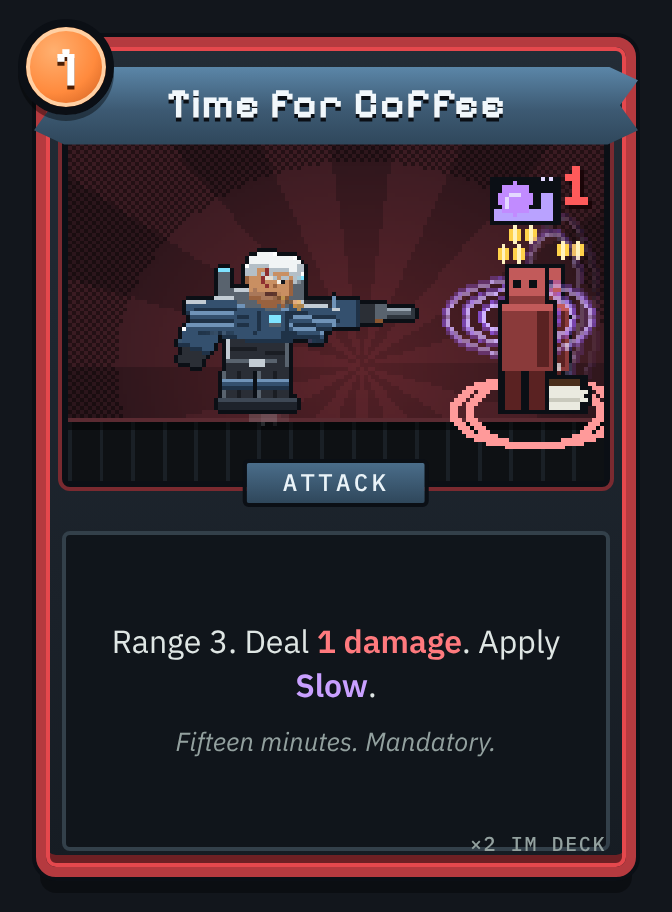 1
Time for Coffee
1
ATTACK
Range 3. Deal 1 damage. Apply
Slow.
Fifteen minutes. Mandatory.
×2 IM DECK